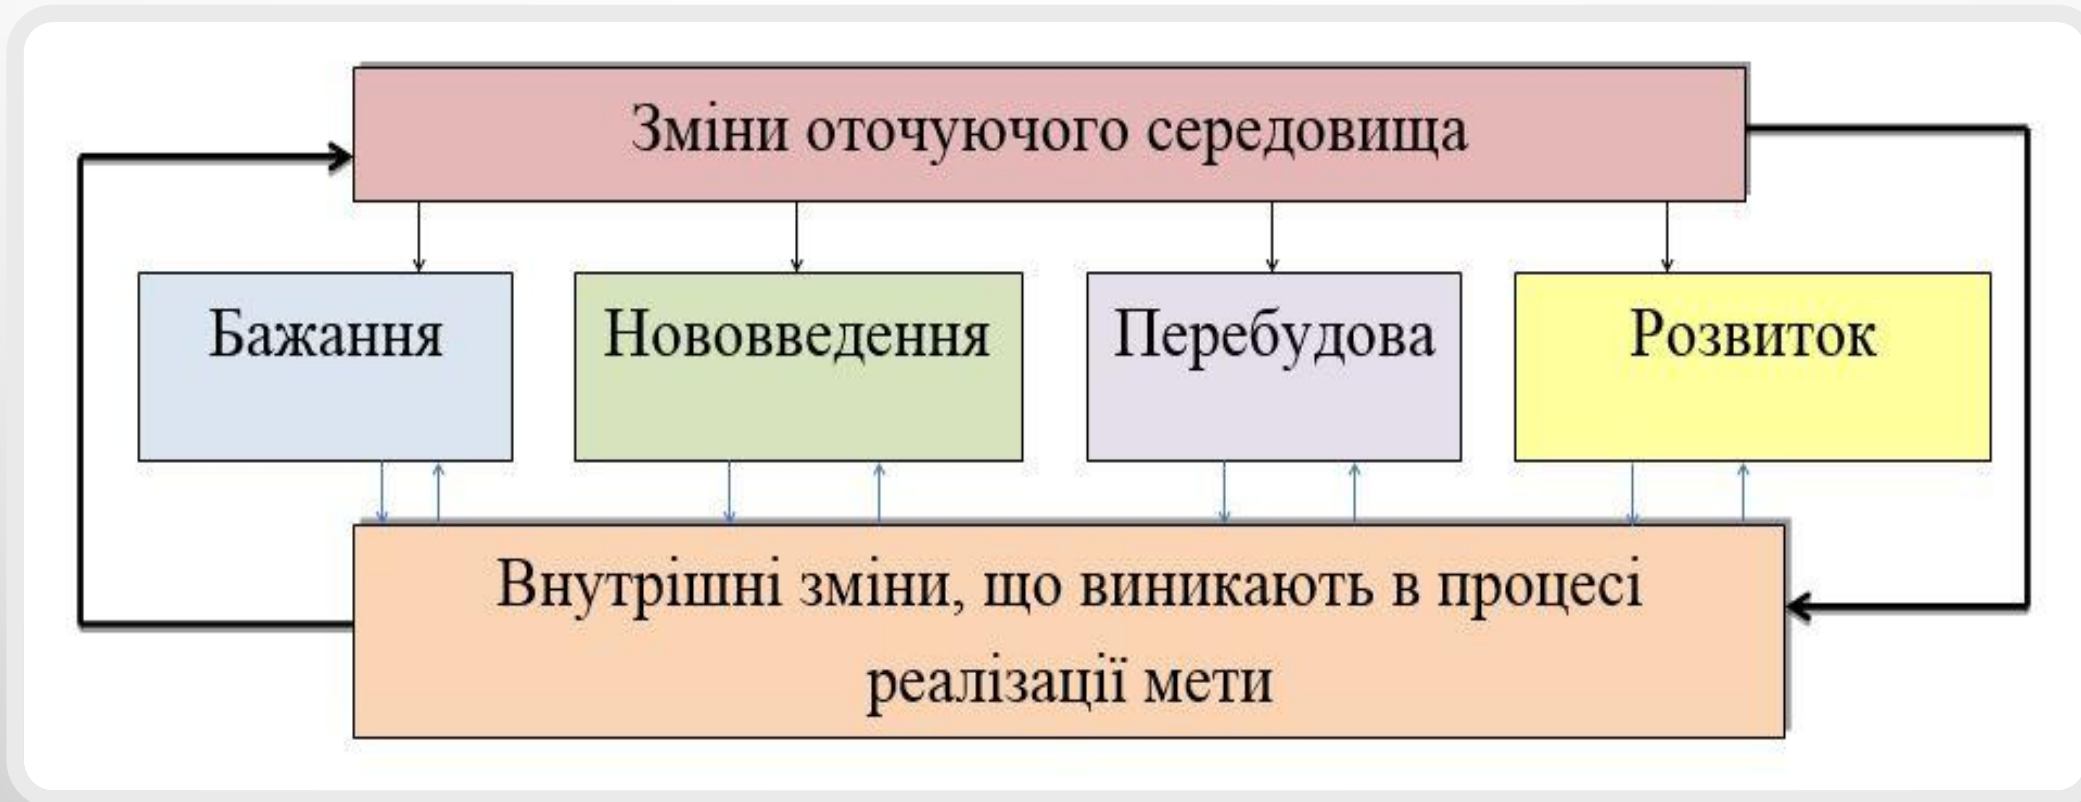 Зміни оточуючого середовища
Бажання
Нововведення
Перебудова
Розвиток
Внутрішні зміни, що виникають в процесі
реалізації мети